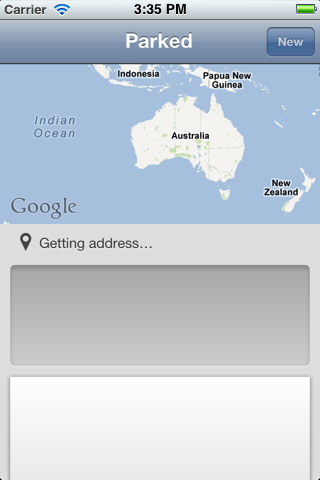 Carrier 3:35 PM
Parked
New
Indonesia
Papua New
Guinea
Indian
Ocean
Australia
New
Zealand
Google
Getting address...